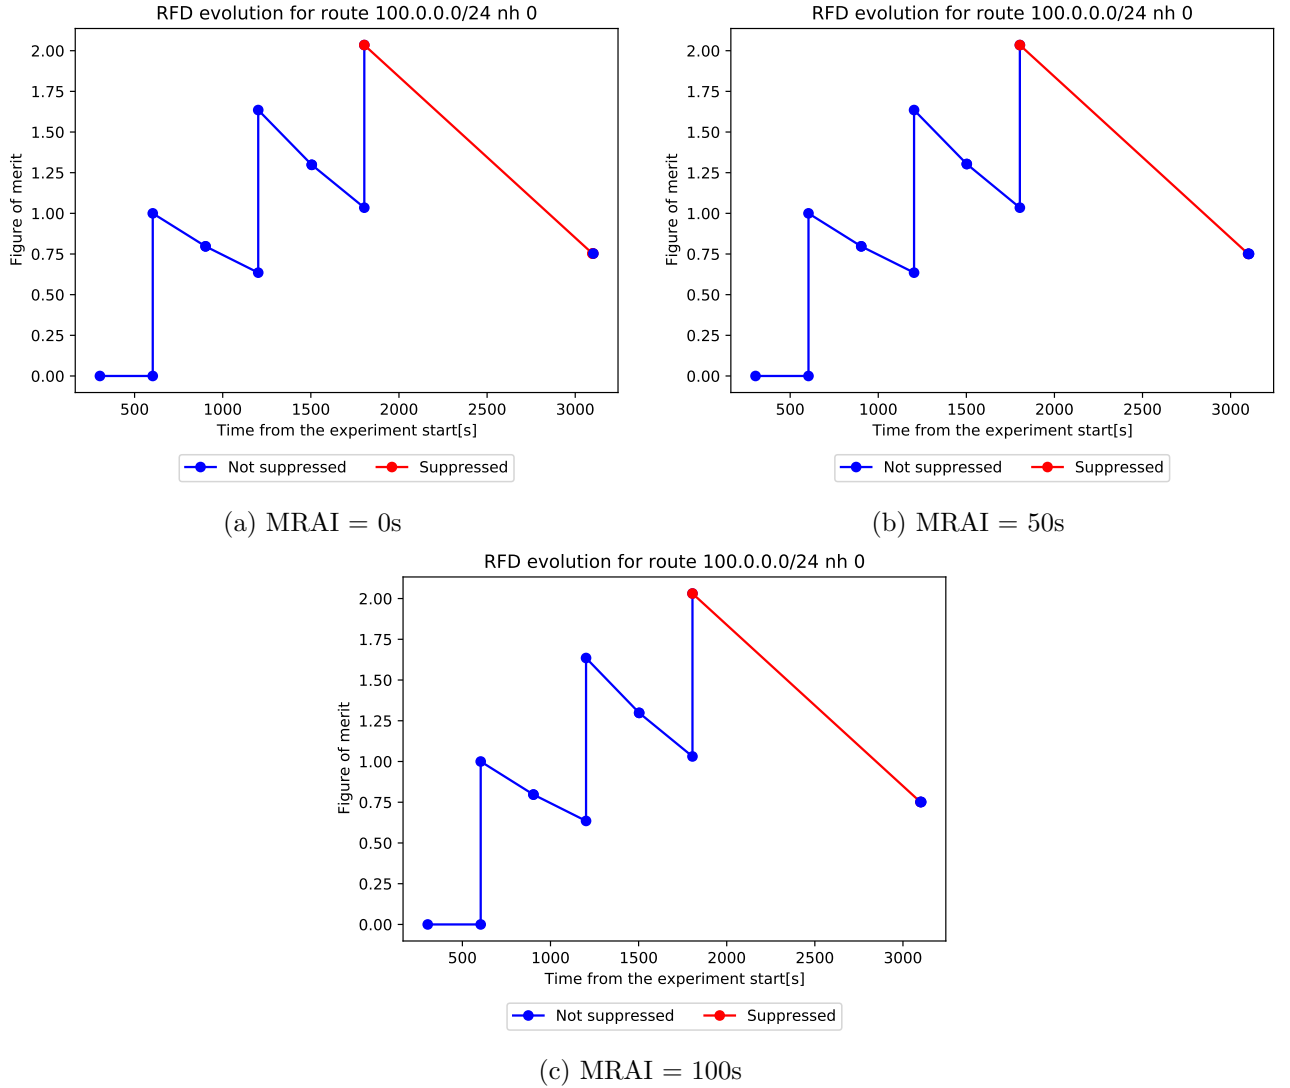 RFD evolution for route 100.0.0.0/24 nh 0
Figure of merit
2.00
1.75
1.50
1.25
1.00
0.75
0.50
0.25
0.00
500 1000 1500 2000 2500 3000
Time from the experiment start[s]
Not suppressed Suppressed
(a) MRAI = 0s
RFD evolution for route 100.0.0.0/24 nh 0
Figure of merit
2.00
1.75
1.50
1.25
1.00
0.75
0.50
0.25
0.00
500 1000 1500 2000 2500 3000
Time from the experiment start[s]
Not suppressed Suppressed
(b) MRAI = 50s
RFD evolution for route 100.0.0.0/24 nh 0
Figure of merit
2.00
1.75
1.50
1.25
1.00
0.75
0.50
0.25
0.00
500 1000 1500 2000 2500 3000
Time from the experiment start[s]
Not suppressed Suppressed
(c) MRAI = 100s